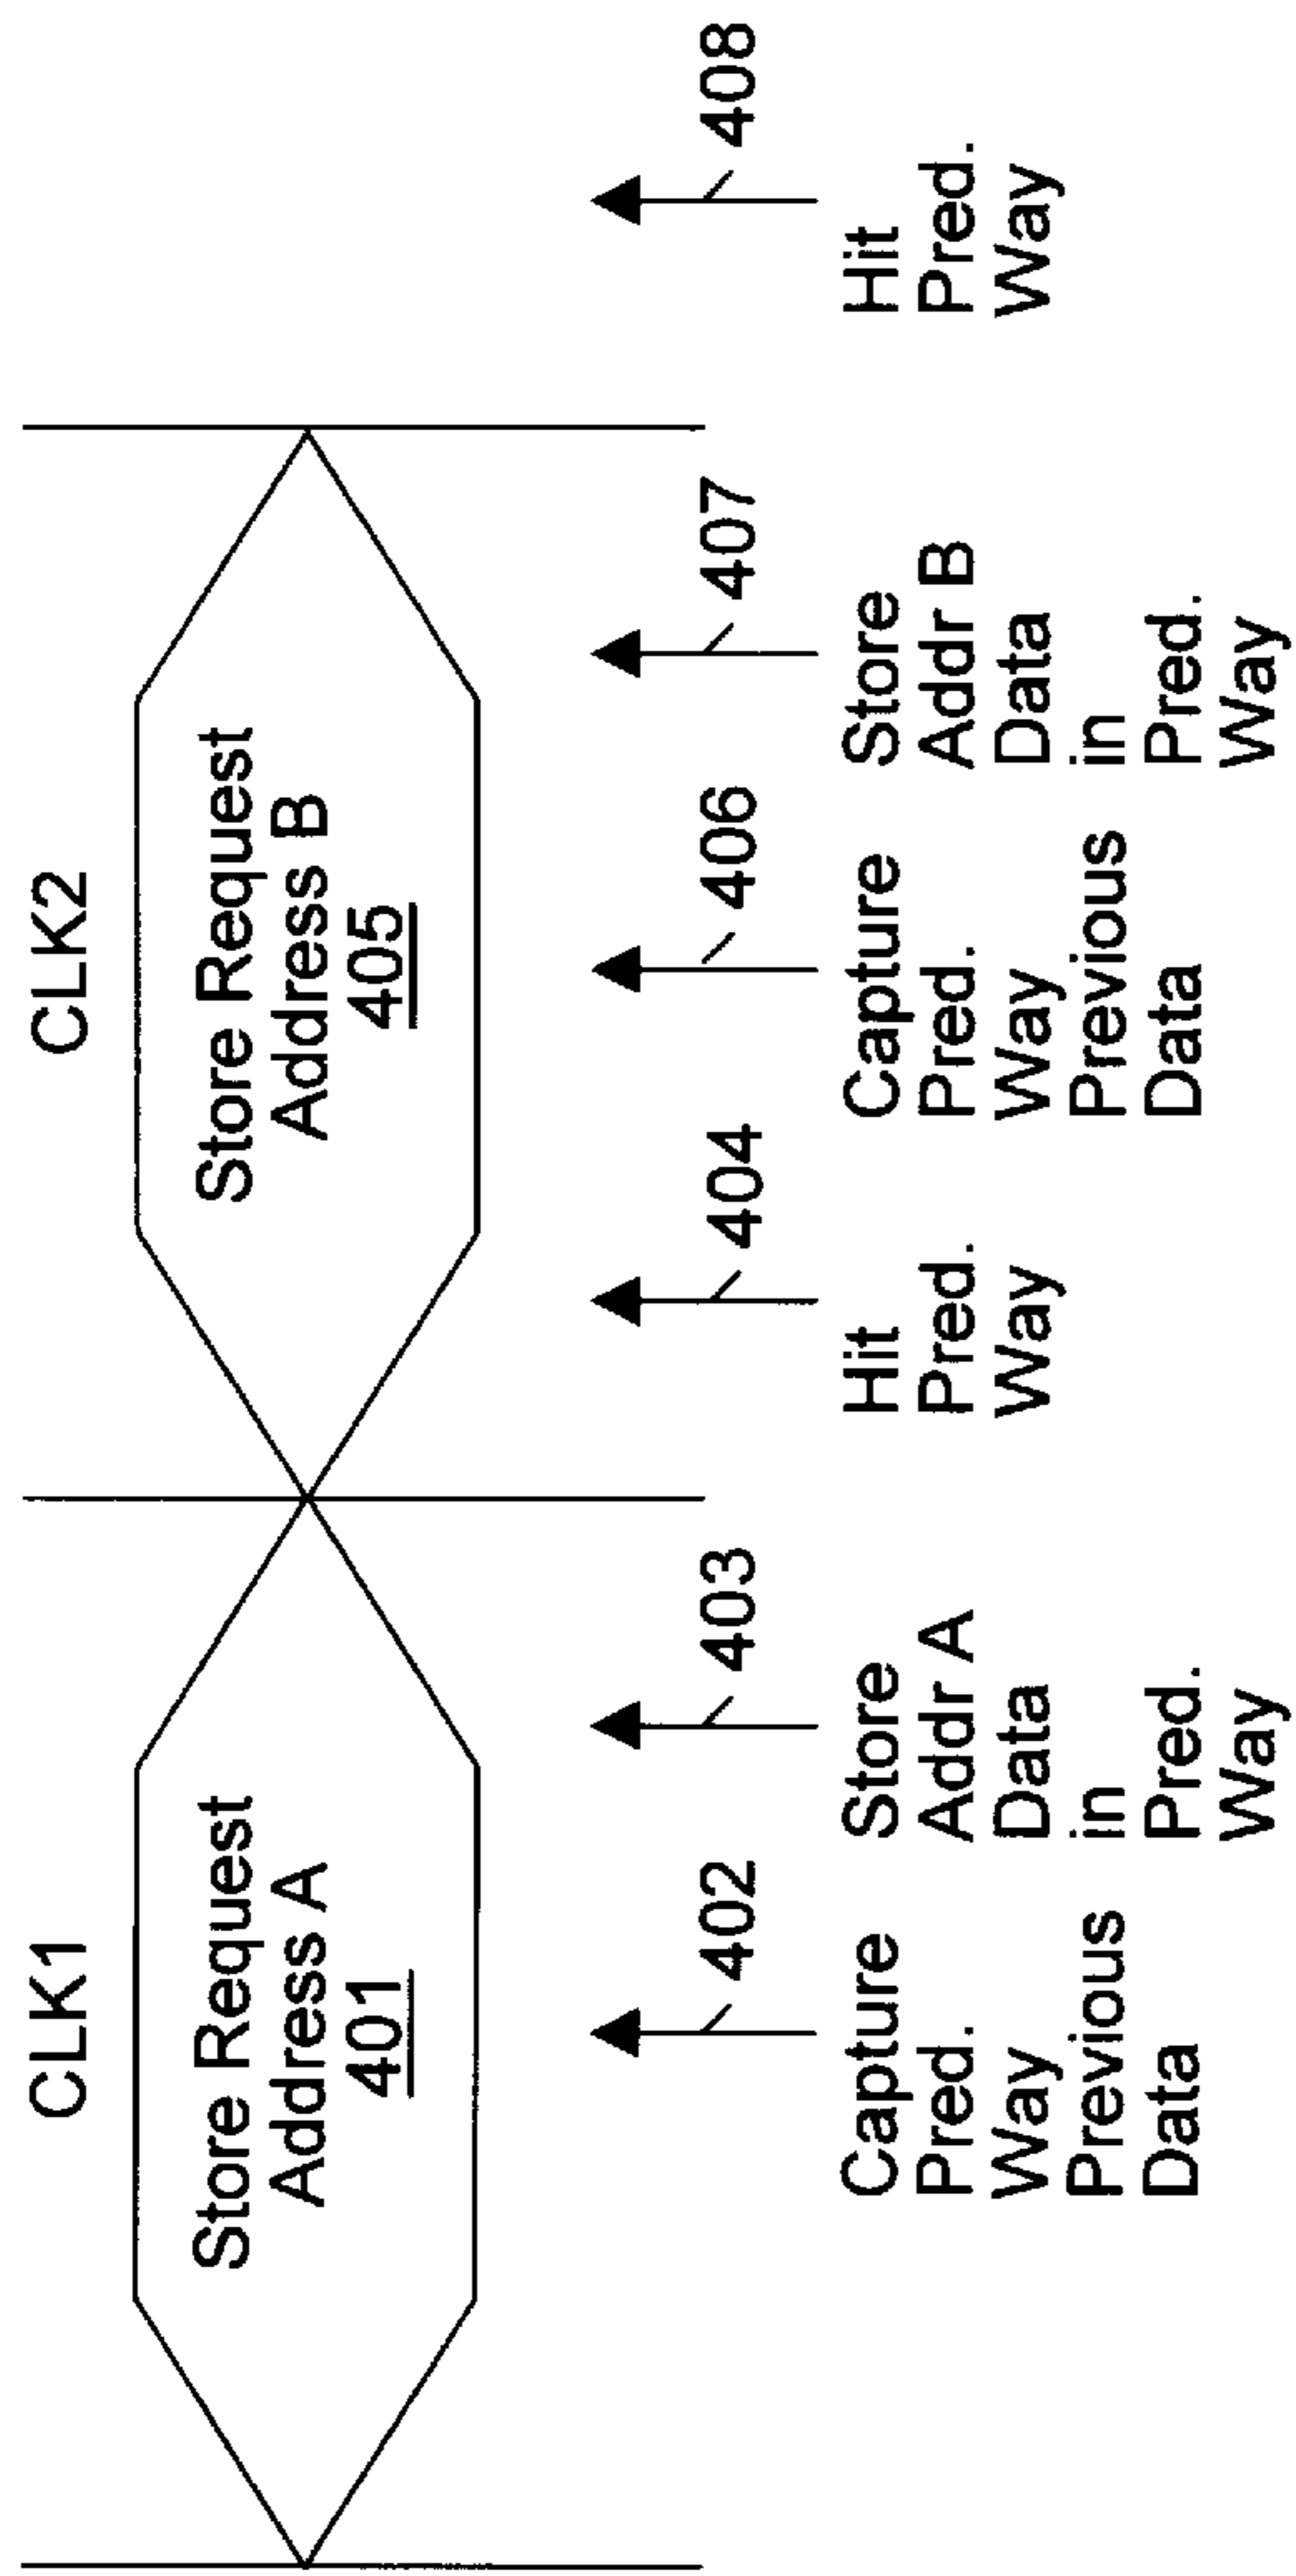 CLK1
CLK2
Store Request
Address A
401
Store Request
Address B
405
402
403
404
406
407
408
Capture
Pred.
Way
Previous
Data
Store
Addr A
Data
in
Pred.
Way
Hit
Pred.
Way
Capture
Pred.
Way
Previous
Data
Store
Addr B
Data
in
Pred.
Way
Hit
Pred.
Way